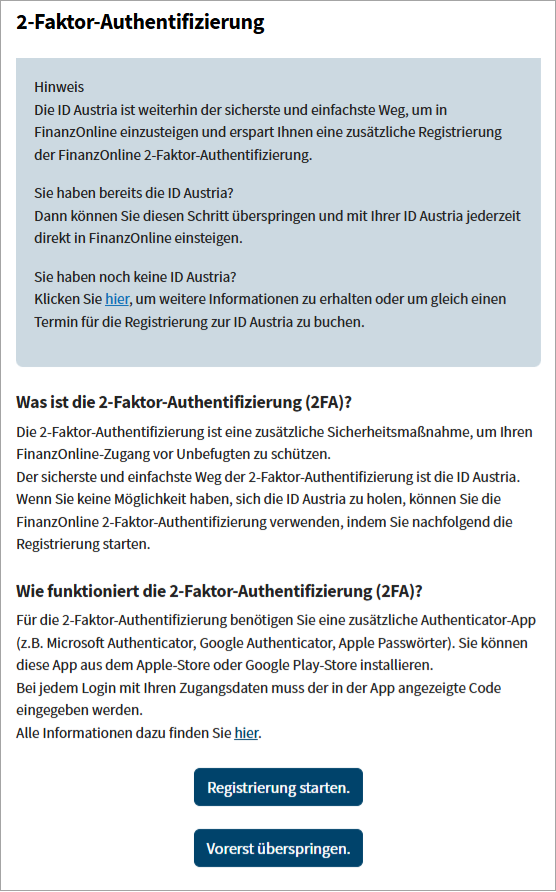 2-Faktor-Authentifizierung
Hinweis
Die ID Austria ist weiterhin der sicherste und einfachste Weg, um in
FinanzOnline einzusteigen und erspart Ihnen eine zusätzliche Registrierung
der FinanzOnline 2-Faktor-Authentifizierung.
Sie haben bereits die ID Austria?
Dann können Sie diesen Schritt überspringen und mit Ihrer ID Austria jederzeit
direkt in FinanzOnline einsteigen.
Sie haben noch keine ID Austria?
Klicken Sie hier, um weitere Informationen zu erhalten oder um gleich einen
Termin für die Registrierung zur ID Austria zu buchen.
Was ist die 2-Faktor-Authentifizierung (2FA)?
Die 2-Faktor-Authentifizierung ist eine zusätzliche Sicherheitsmaßnahme, um Ihren
FinanzOnline-Zugang vor Unbefugten zu schützen.
Der sicherste und einfachste Weg der 2-Faktor-Authentifizierung ist die ID Austria.
Wenn Sie keine Möglichkeit haben, sich die ID Austria zu holen, können Sie die
FinanzOnline 2-Faktor-Authentifizierung verwenden, indem Sie nachfolgend die
Registrierung starten.
Wie funktioniert die 2-Faktor-Authentifizierung (2FA)?
Für die 2-Faktor-Authentifizierung benötigen Sie eine zusätzliche Authenticator-App
(z.B. Microsoft Authenticator, Google Authenticator, Apple Passwörter). Sie können
diese App aus dem Apple-Store oder Google Play-Store installieren.
Bei jedem Login mit Ihren Zugangsdaten muss der in der App angezeigte Code
eingegeben werden.
Alle Informationen dazu finden Sie hier.
Registrierung starten.
Vorerst überspringen.